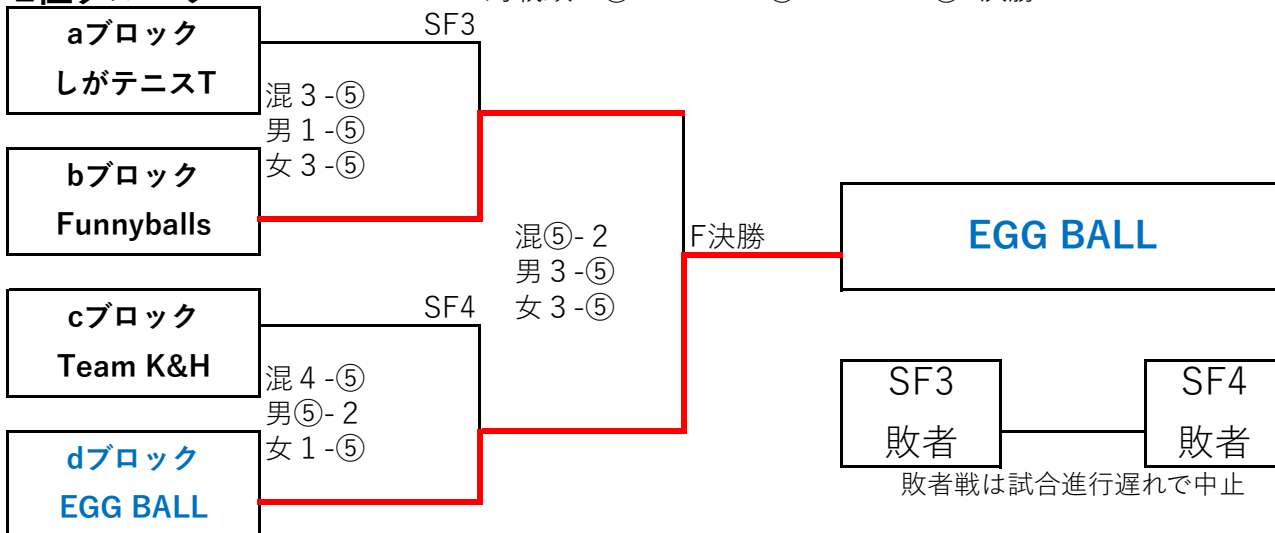 aブロック
しがテニスT
SF3
混３-⑤
男１-⑤
女３-⑤
bブロック
Funnyballs
混⑤-２
男３-⑤
女３-⑤
F決勝
EGG BALL
cブロック
Team K&H
SF4
混４-⑤
男⑤-２
女１-⑤
dブロック
EGG BALL
SF3
敗者
SF4
敗者
敗者戦は試合進行遅れで中止